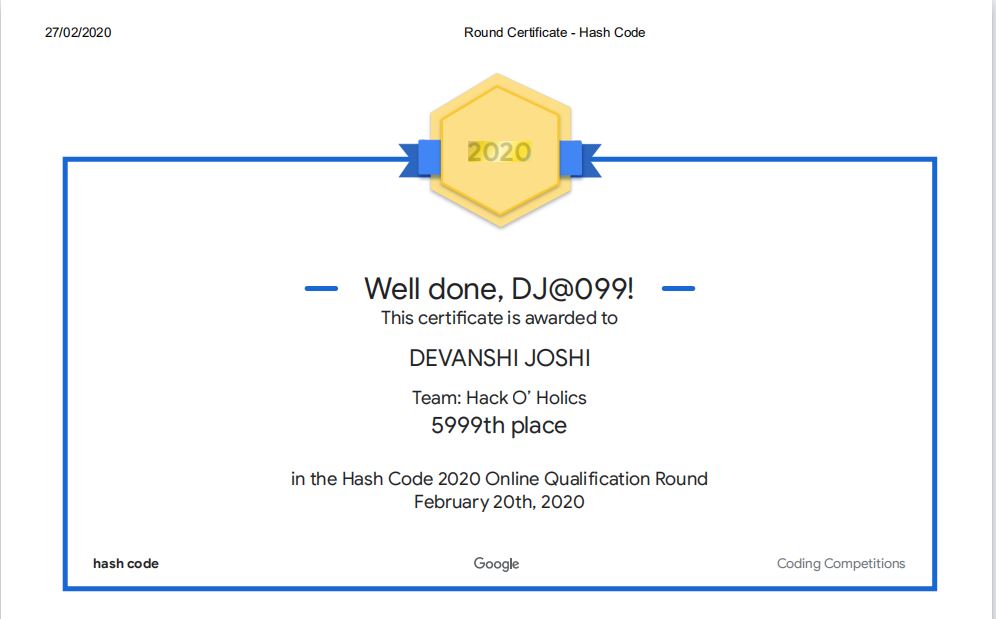 27/02/2020 Round Certificate - Hash Code
2020
Well done, DJ@099!
This certificate is awarded to
DEVANSHI JOSHI
Team: Hack O’ Holics
5999th place
in the Hash Code 2020 Online Qualification Round
February 20th, 2020
hash code Google Coding Competitions